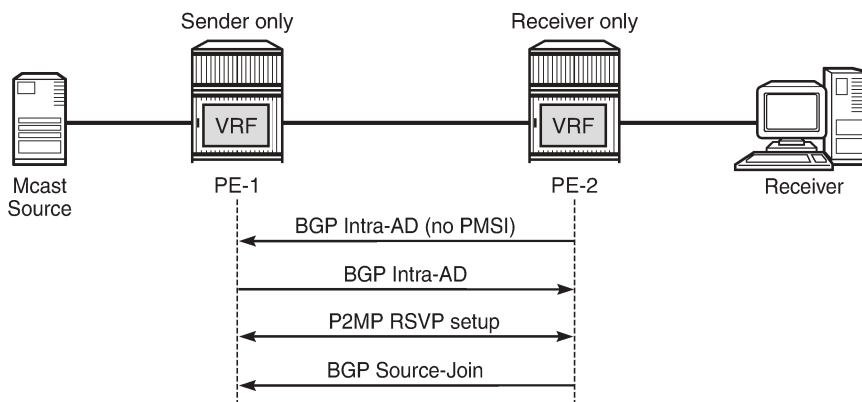 Sender only
Receiver only
VRF
VRF
Mcast
Source
PE-1
PE-2
Receiver
BGP Intra-AD (no PMSI)
BGP Intra-AD
P2MP RSVP setup
BGP Source-Join